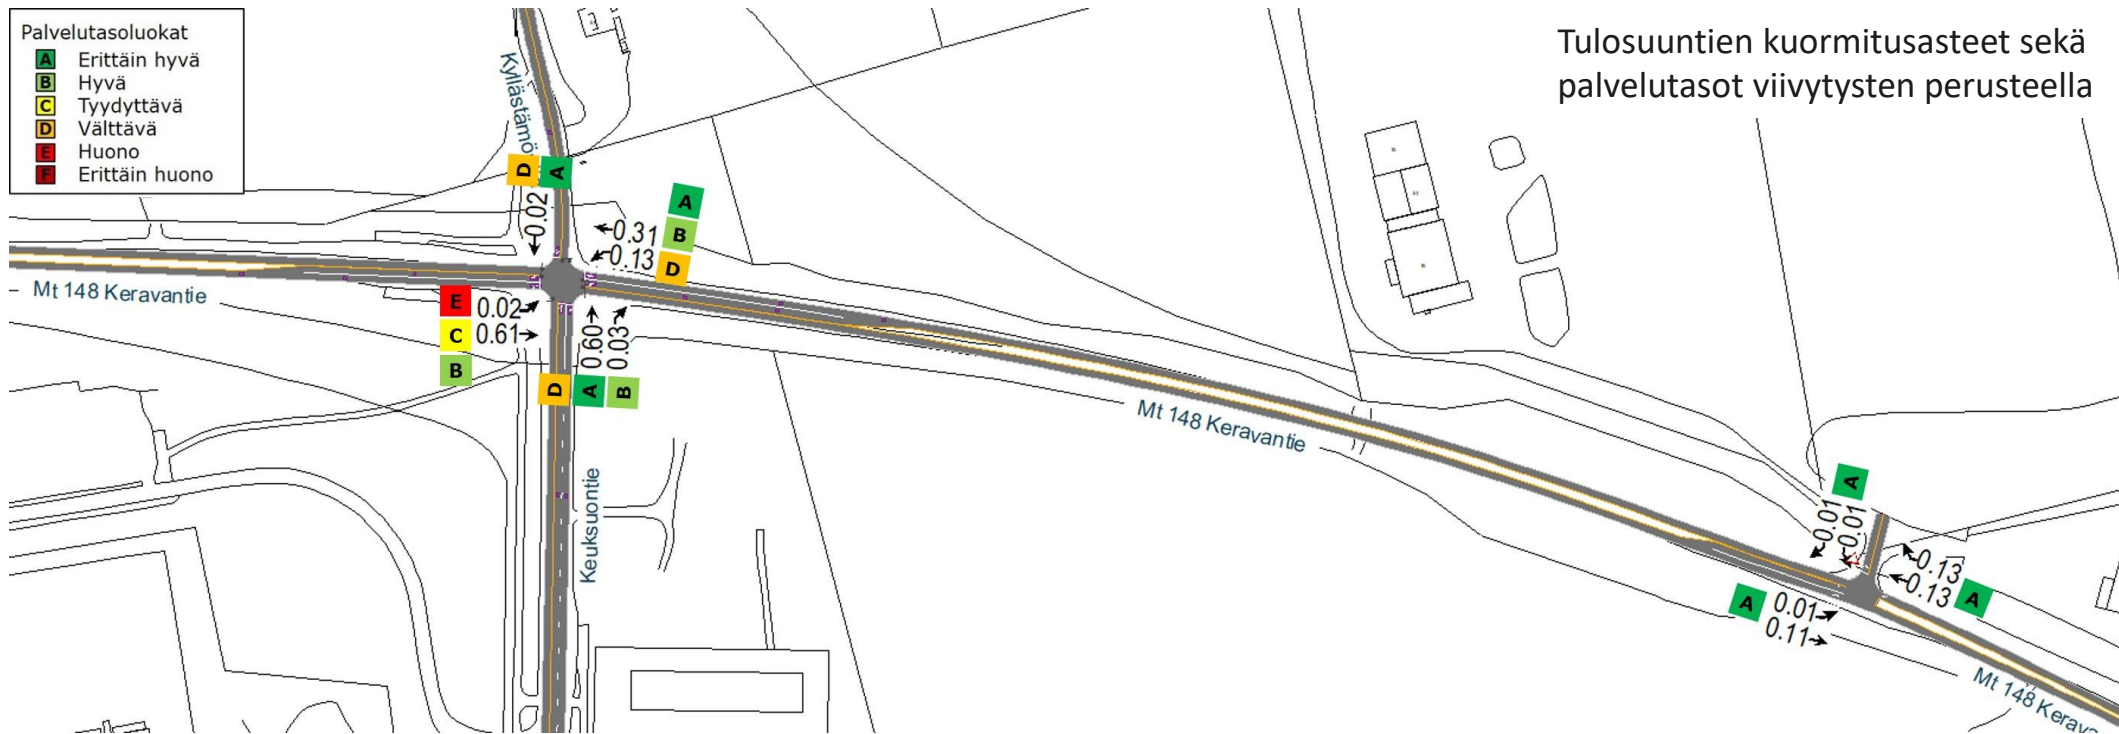 Palvelutasoluokat
A Erittäin hyvä
B Hyvä
C Tyydyttävä
D Välttävä
E Huono
F Erittäin huono
Tulosuuntien kuormitusasteet sekä
palvelutasot viivytysten perusteella
D A
0.02
A
0.31 B
0.13 D
Mt 148 Keravantie
E 0.02
C 0.61
B
0.60
0.03
D A B
Keuksuontie
Mt 148 Keravantie
A
0.01
0.01
0.13
0.13 A
A 0.01
0.11
Mt 148